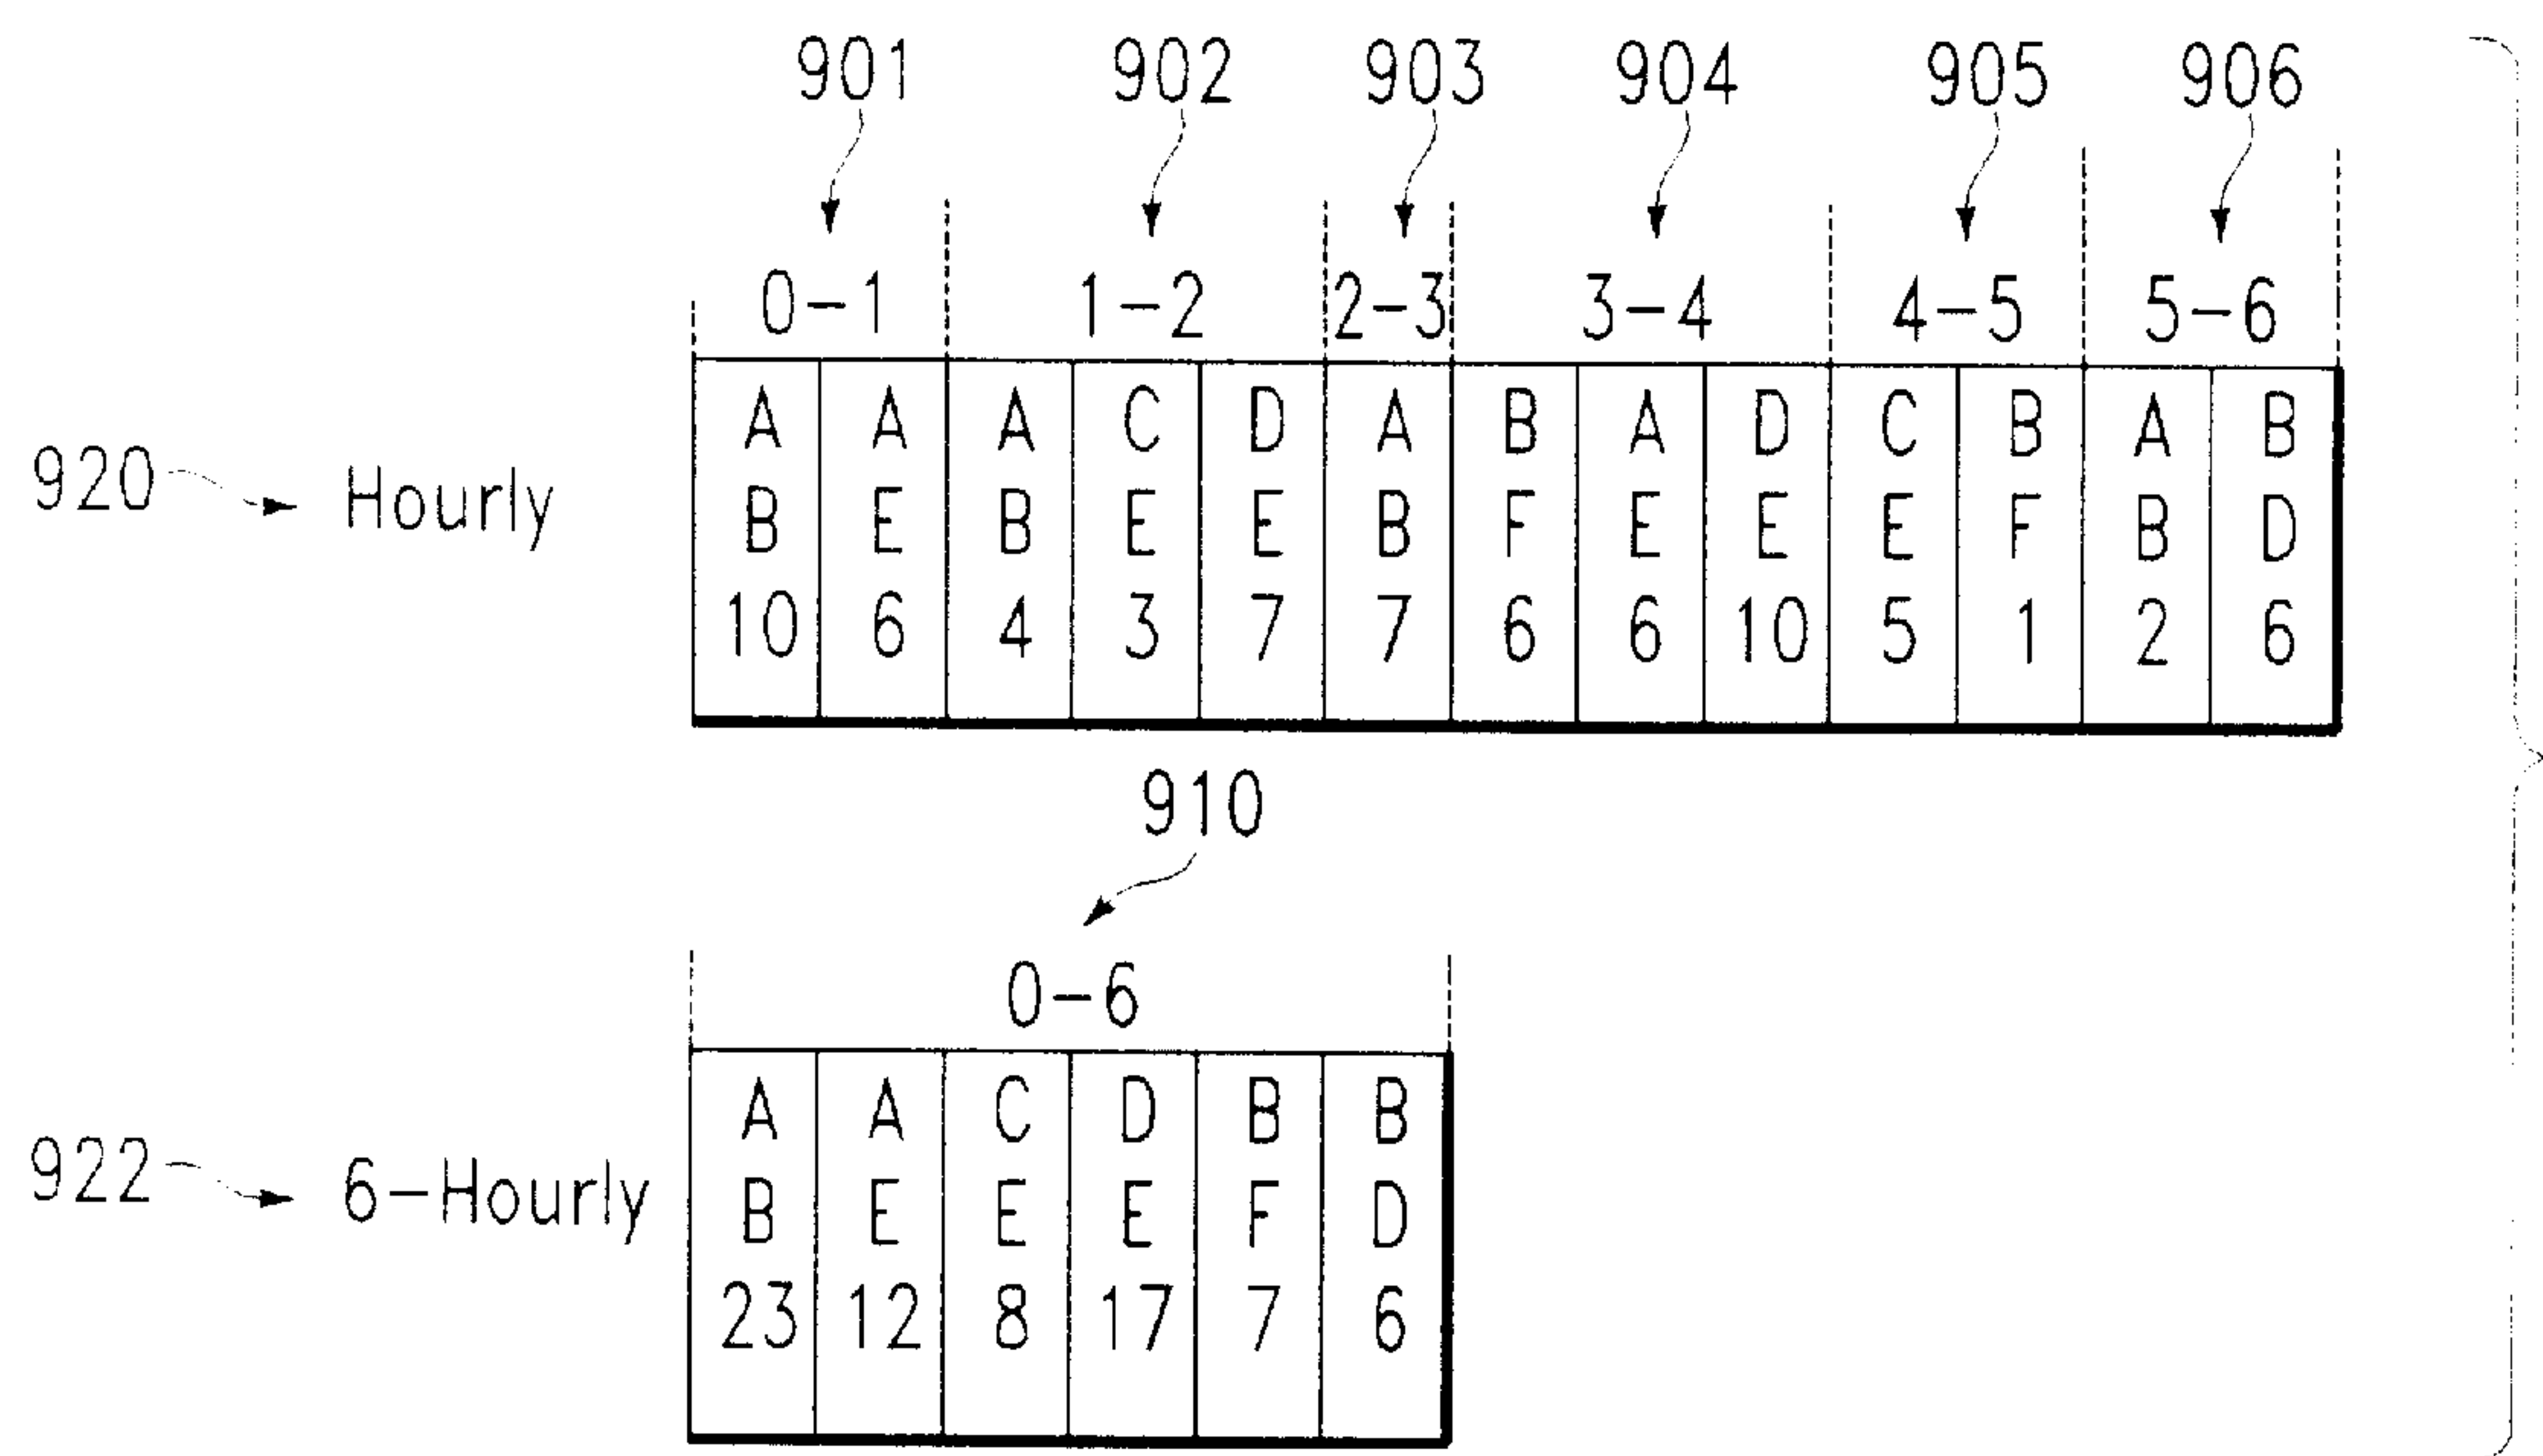 901 902 903 904 905 906
0-1 1-2 2-3 3-4 4-5 5-6
A A A C D A B A D C B A B
920 Hourly B E B E E B F E E E F B D
10 6 4 3 7 7 6 6 10 5 1 2 6
910
0-6
A A C D B B
922 6-Hourly B E E E F D
23 12 8 17 7 6